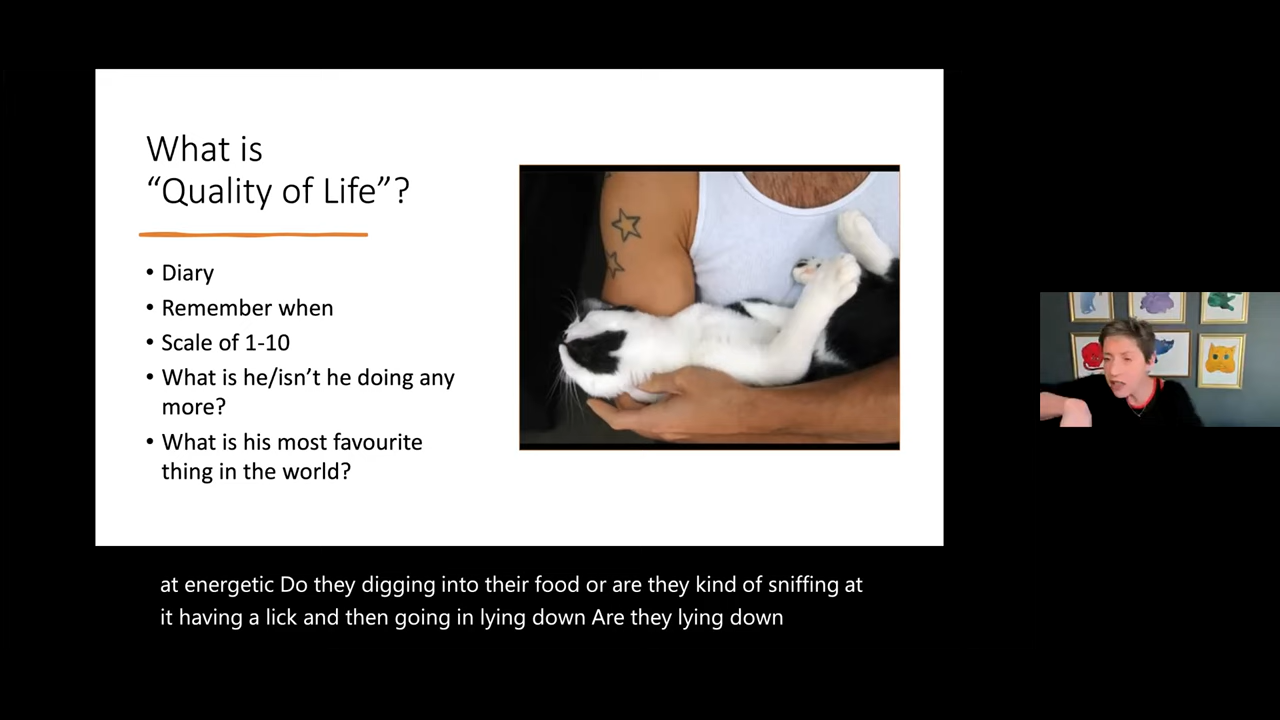 What is
“Quality of Life”?
• Diary
• Remember when
• Scale of 1-10
• What is he/isn’t he doing any
more?
• What is his most favourite
thing in the world?
at energetic Do they digging into their food or are they kind of sniffing at
it having a lick and then going in lying down Are they lying down